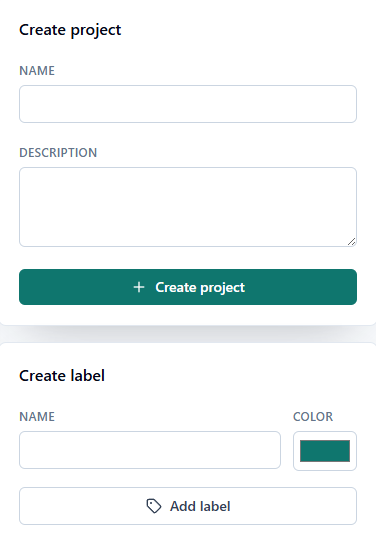 Create project
NAME
DESCRIPTION
Create project
Create label
NAME COLOR
Add label